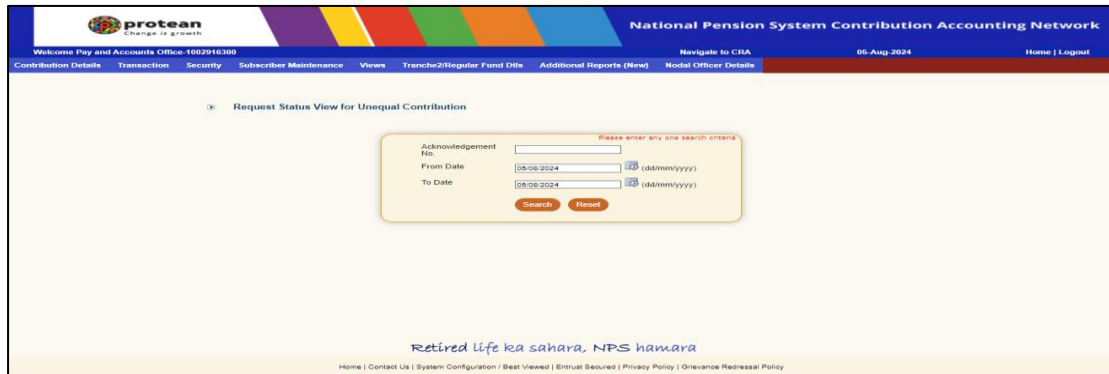 protean
Change is growth
National Pension System Contribution Accounting Network
Welcome Pay and Accounts Office-1002916300 Navigate to CRA 05-Aug-2024 Home | Logout
Contribution Details Transaction Security Subscriber Maintenance Views Tranche2/Regular Fund Dtls Additional Reports (New) Nodal Officer Details
Request Status View for Unequal Contribution
Please enter any one search criteria
Acknowledgement
No.
From Date 05/08/2024 (dd/mm/yyyy)
To Date 05/08/2024 (dd/mm/yyyy)
Search Reset
Retired life ka sahara, NPS hamara
Home | Contact Us | System Configuration / Best Viewed | Entrust Secured | Privacy Policy | Grievance Redressal Policy